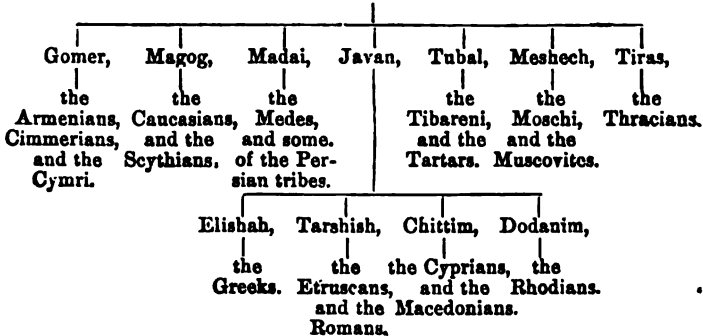 Gomer, Magog, Madai, Javan, Tubal, Meshech, Tiras,
the the the the the the
Armenians, Caucasians, Medes, Tibareni, Moschi, Thracians.
Cimmerians, and the and some. and the and the
and the Scythians. of the Per- Tartars. Muscovites.
Cymri. sian tribes.
Elishah, Tarshish, Chittim, Dodanim,
the the the Cyprians, the
Greeks. Etruscans, and the Rhodians.
and the Macedonians.
Romans,